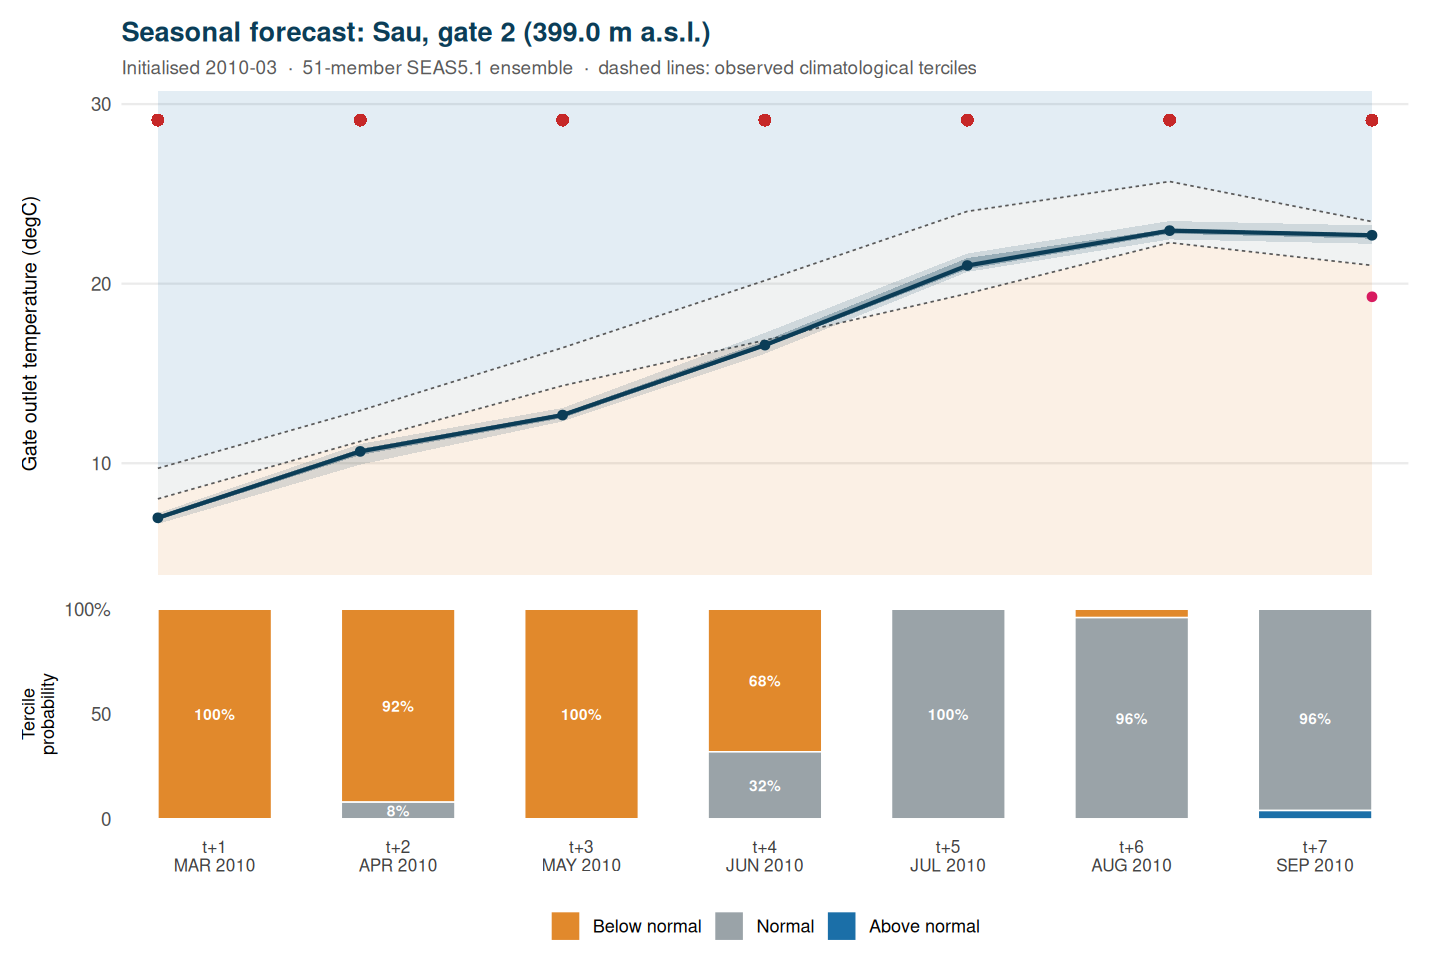 Seasonal forecast: Sau, gate 2 (399.0 m a.s.l.)
Initialised 2010-03 · 51-member SEAS5.1 ensemble · dashed lines: observed climatological terciles
Gate outlet temperature (degC)
30
20
10
Tercile
probability
100%
50
0
100%
92%
8%
100%
68%
32%
100%
96%
96%
t+1
MAR 2010
t+2
APR 2010
t+3
MAY 2010
t+4
JUN 2010
t+5
JUL 2010
t+6
AUG 2010
t+7
SEP 2010
Below normal
Normal
Above normal